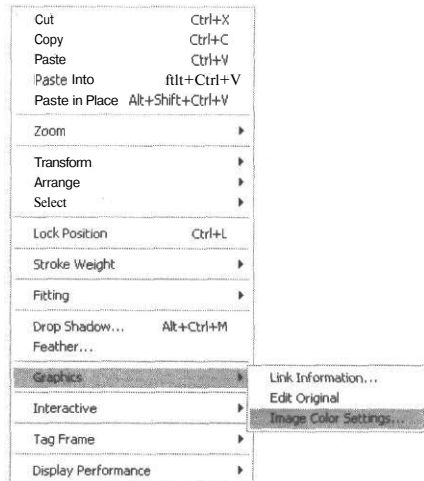 Cut Ctrl+X
Copy Ctrl+C
Paste Ctrl+V
Paste Into ftlt+Ctrl+V
Paste in Place Alt+Shift+Ctrl+V
Zoom
Transform
Arrange
Select
Lock Position Ctrl+L
Stroke Weight
Fitting
Drop Shadow... Alt+Ctrl+M
Feather...
Graphics
Link Information...
Edit Original
Image Color Settings...
Interactive
Tag Frame
Display Performance